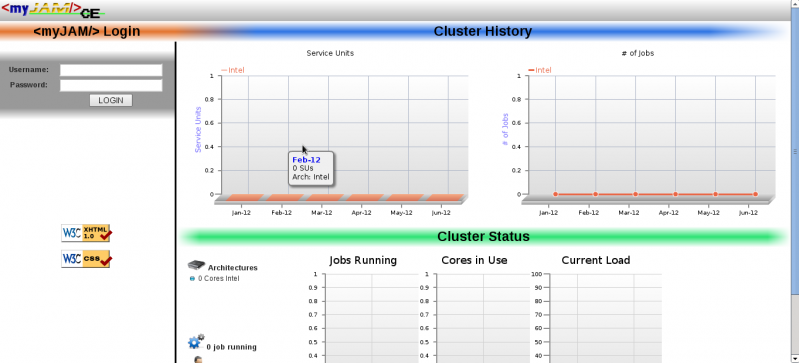 <myJAM/>CE
<myJAM/> Login
Username:
Password:
LOGIN
W3C XHTML 1.0
W3C CSS
Cluster History
Service Units
Intel
Service Units
1
0.8
0.6
0.4
0.2
0
Jan-12 Feb-12 Mar-12 Apr-12 May-12 Jun-12
Feb-12
0 SUs
Arch: Intel
# of Jobs
Intel
# of Jobs
1
0.8
0.6
0.4
0.2
0
Jan-12 Feb-12 Mar-12 Apr-12 May-12 Jun-12
Cluster Status
Architectures
0 Cores Intel
0 job running
Jobs Running
1
0.9
0.8
0.7
0.6
0.5
0.4
Cores in Use
1
0.9
0.8
0.7
0.6
0.5
0.4
Current Load
100
90
80
70
60
50
40